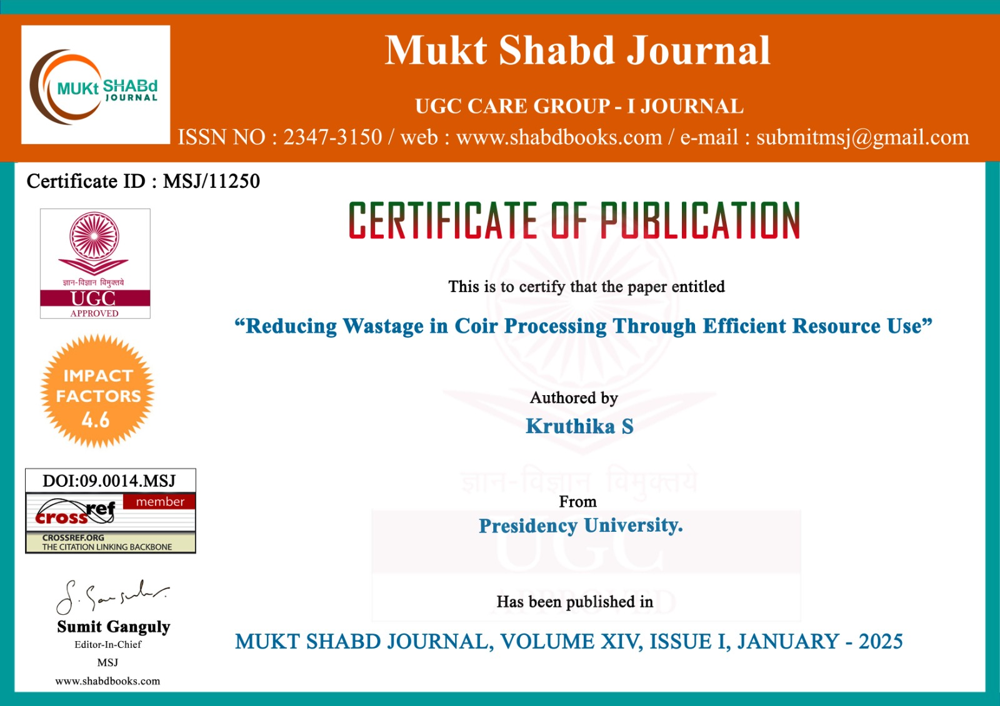 MUKt SHABd
JOURNAL
Mukt Shabd Journal
UGC CARE GROUP - I JOURNAL
ISSN NO : 2347-3150 / web : www.shabdbooks.com / e-mail : submitmsj@gmail.com
Certificate ID : MSJ/11250
ज्ञान-विज्ञान विमुक्तये
UGC
APPROVED
IMPACT
FACTORS
4.6
DOI:09.0014.MSJ
crossref
member
CROSSREF.ORG
THE CITATION LINKING BACKBONE
S. Ganguly
Sumit Ganguly
Editor-In-Chief
MSJ
www.shabdbooks.com
CERTIFICATE OF PUBLICATION
This is to certify that the paper entitled
“Reducing Wastage in Coir Processing Through Efficient Resource Use”
Authored by
Kruthika S
ज्ञान-विज्ञान विमुक्तये
From
Presidency University.
UGC
APPROVED
Has been published in
MUKT SHABD JOURNAL, VOLUME XIV, ISSUE I, JANUARY - 2025